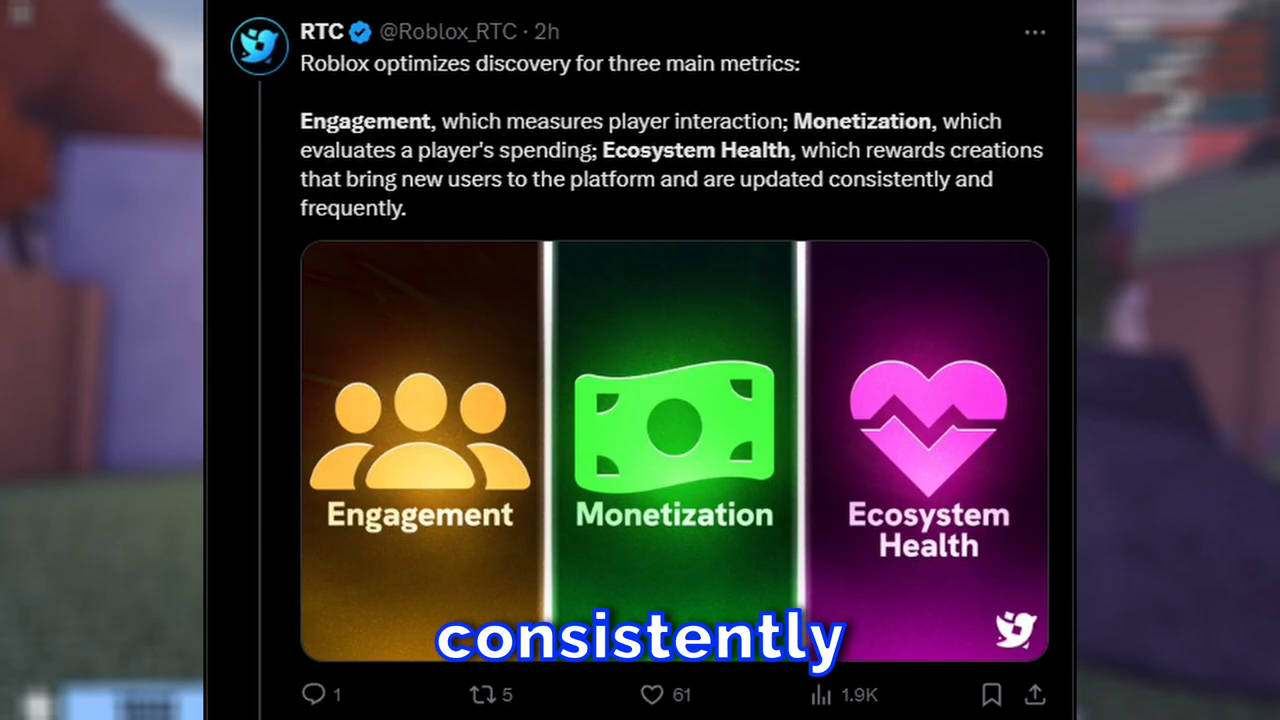 RTC @Roblox_RTC · 2h
Roblox optimizes discovery for three main metrics:
Engagement, which measures player interaction; Monetization, which
evaluates a player's spending; Ecosystem Health, which rewards creations
that bring new users to the platform and are updated consistently and
frequently.
Engagement
Monetization
Ecosystem
Health
consistently
1
5
61
1.9K